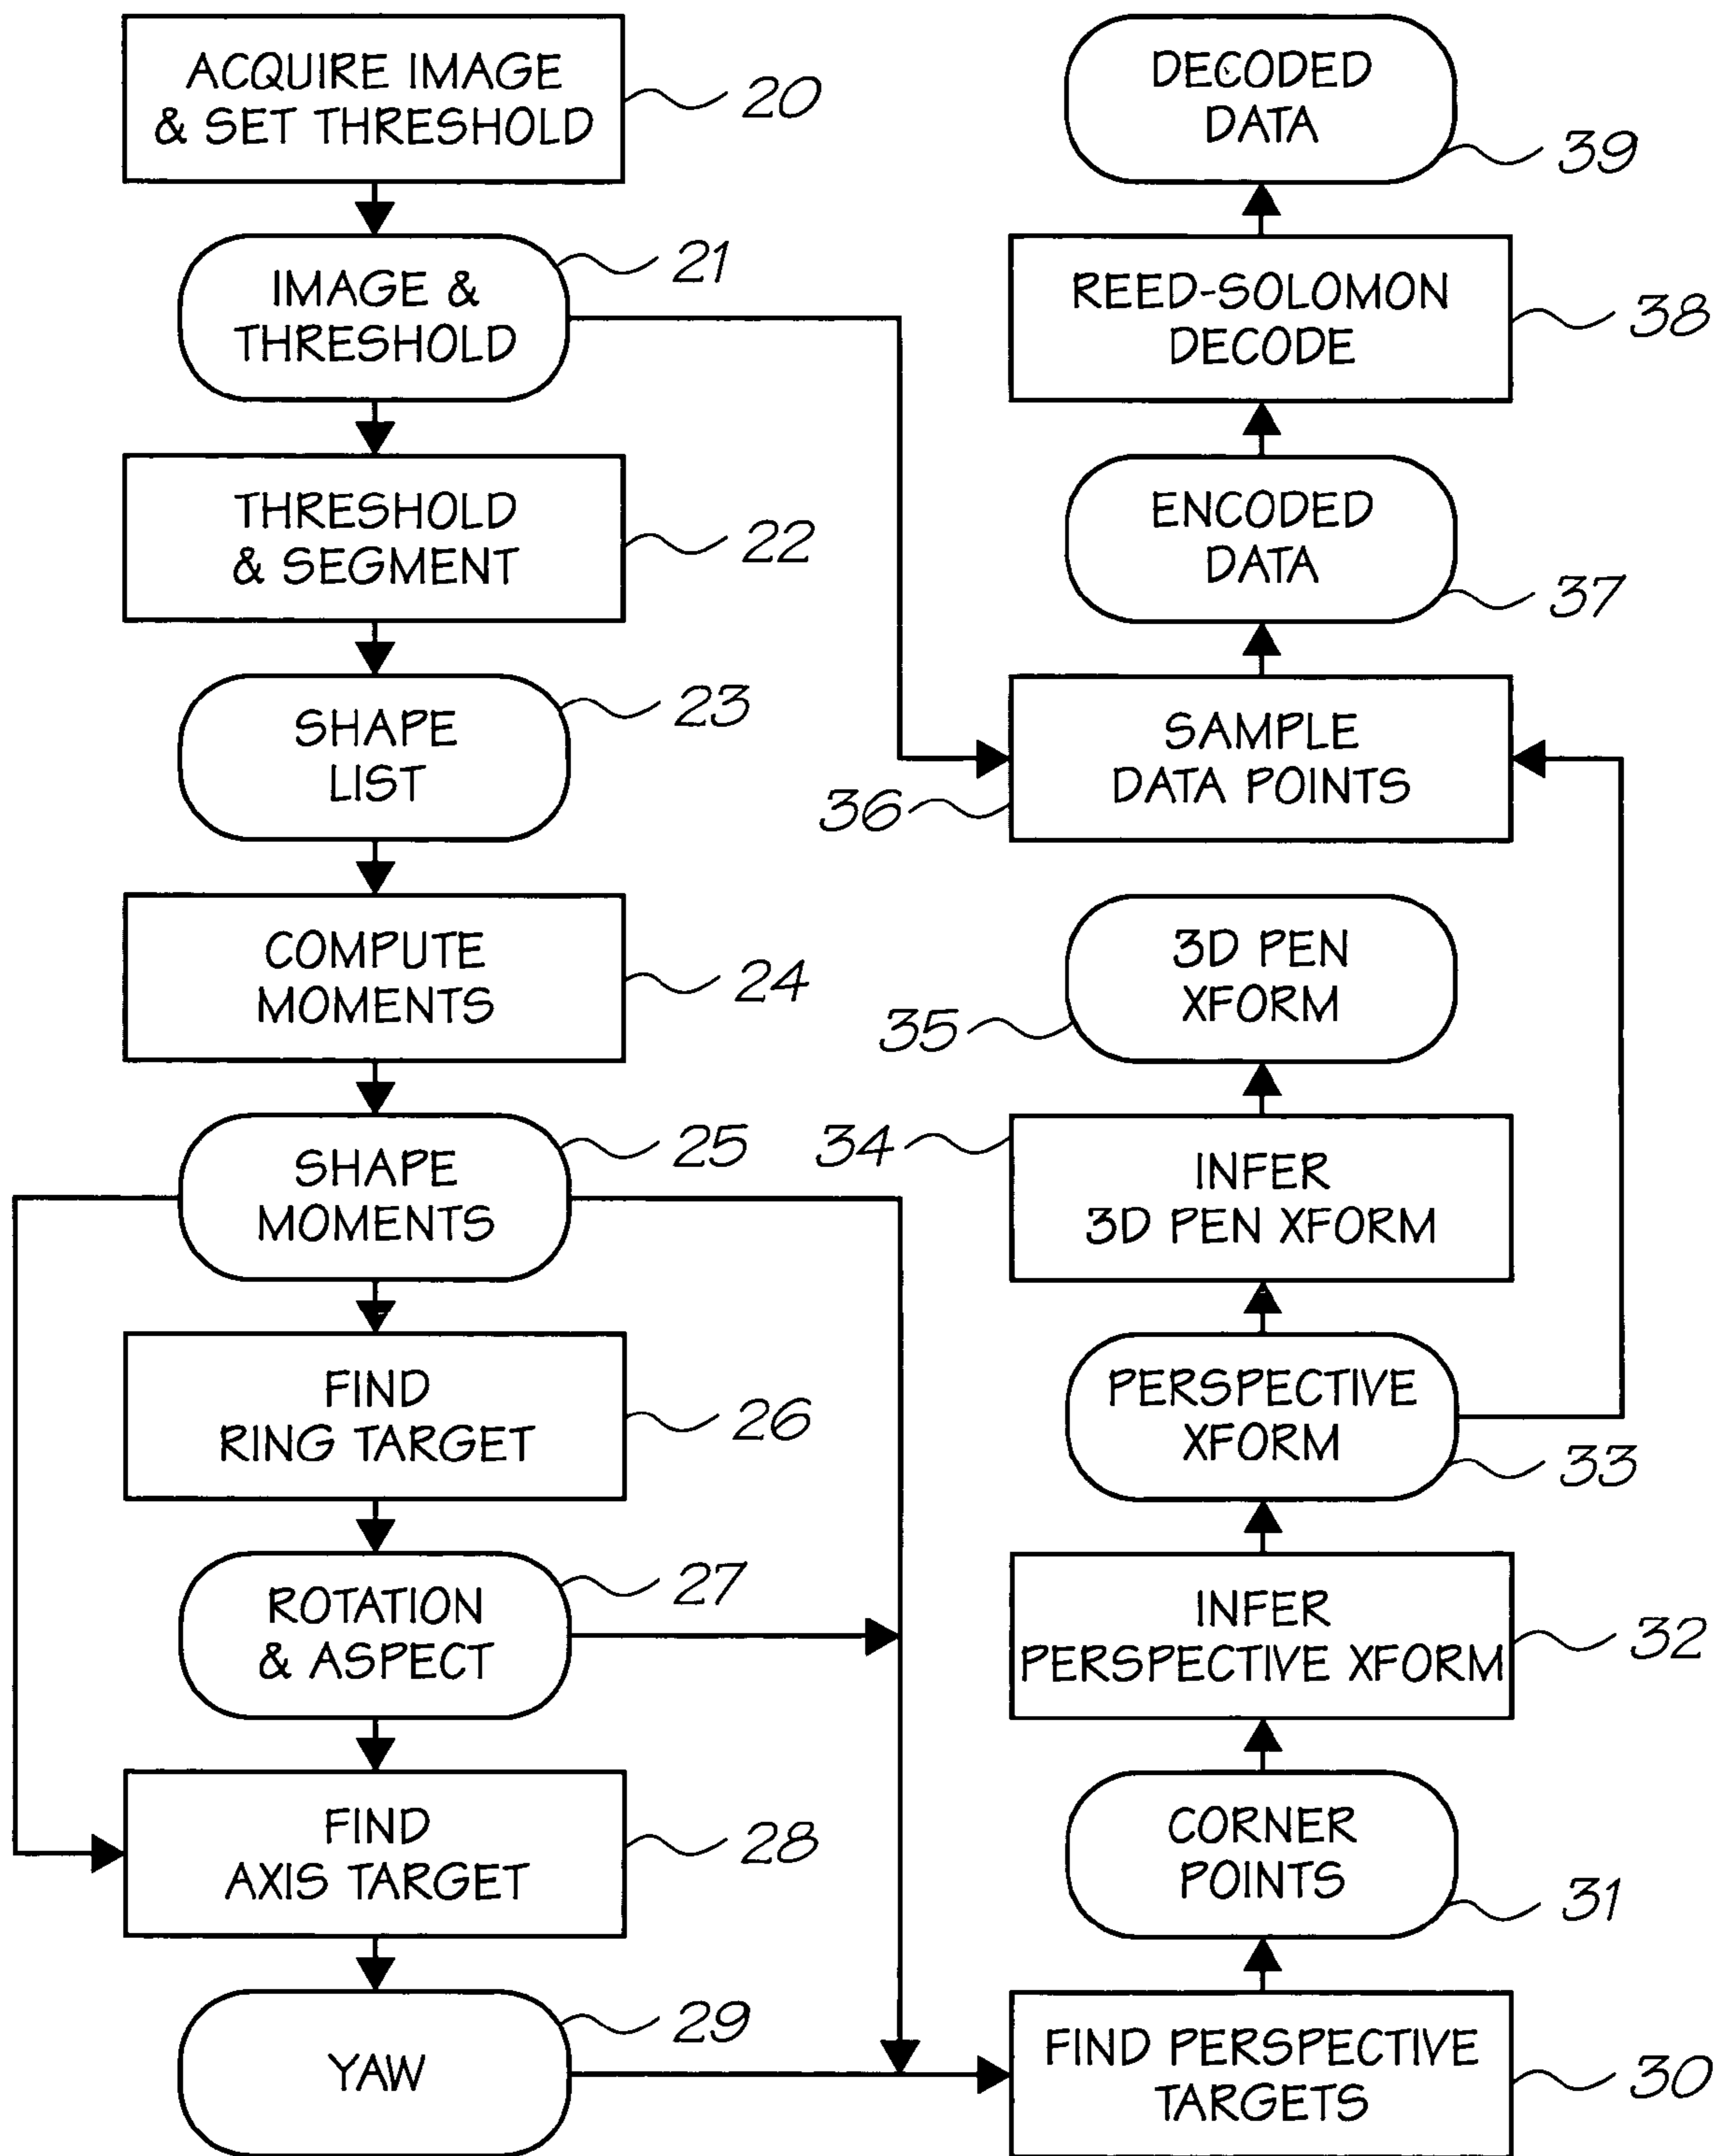 ACQUIRE IMAGE
& SET THRESHOLD
20
IMAGE &
THRESHOLD
21
THRESHOLD
& SEGMENT
22
SHAPE
LIST
23
COMPUTE
MOMENTS
24
SHAPE
MOMENTS
25
FIND
RING TARGET
26
ROTATION
& ASPECT
27
FIND
AXIS TARGET
28
YAW
29
DECODED
DATA
39
REED-SOLOMON
DECODE
38
ENCODED
DATA
37
SAMPLE
DATA POINTS
36
3D PEN
XFORM
35
INFER
3D PEN XFORM
34
PERSPECTIVE
XFORM
33
INFER
PERSPECTIVE XFORM
32
CORNER
POINTS
31
FIND PERSPECTIVE
TARGETS
30